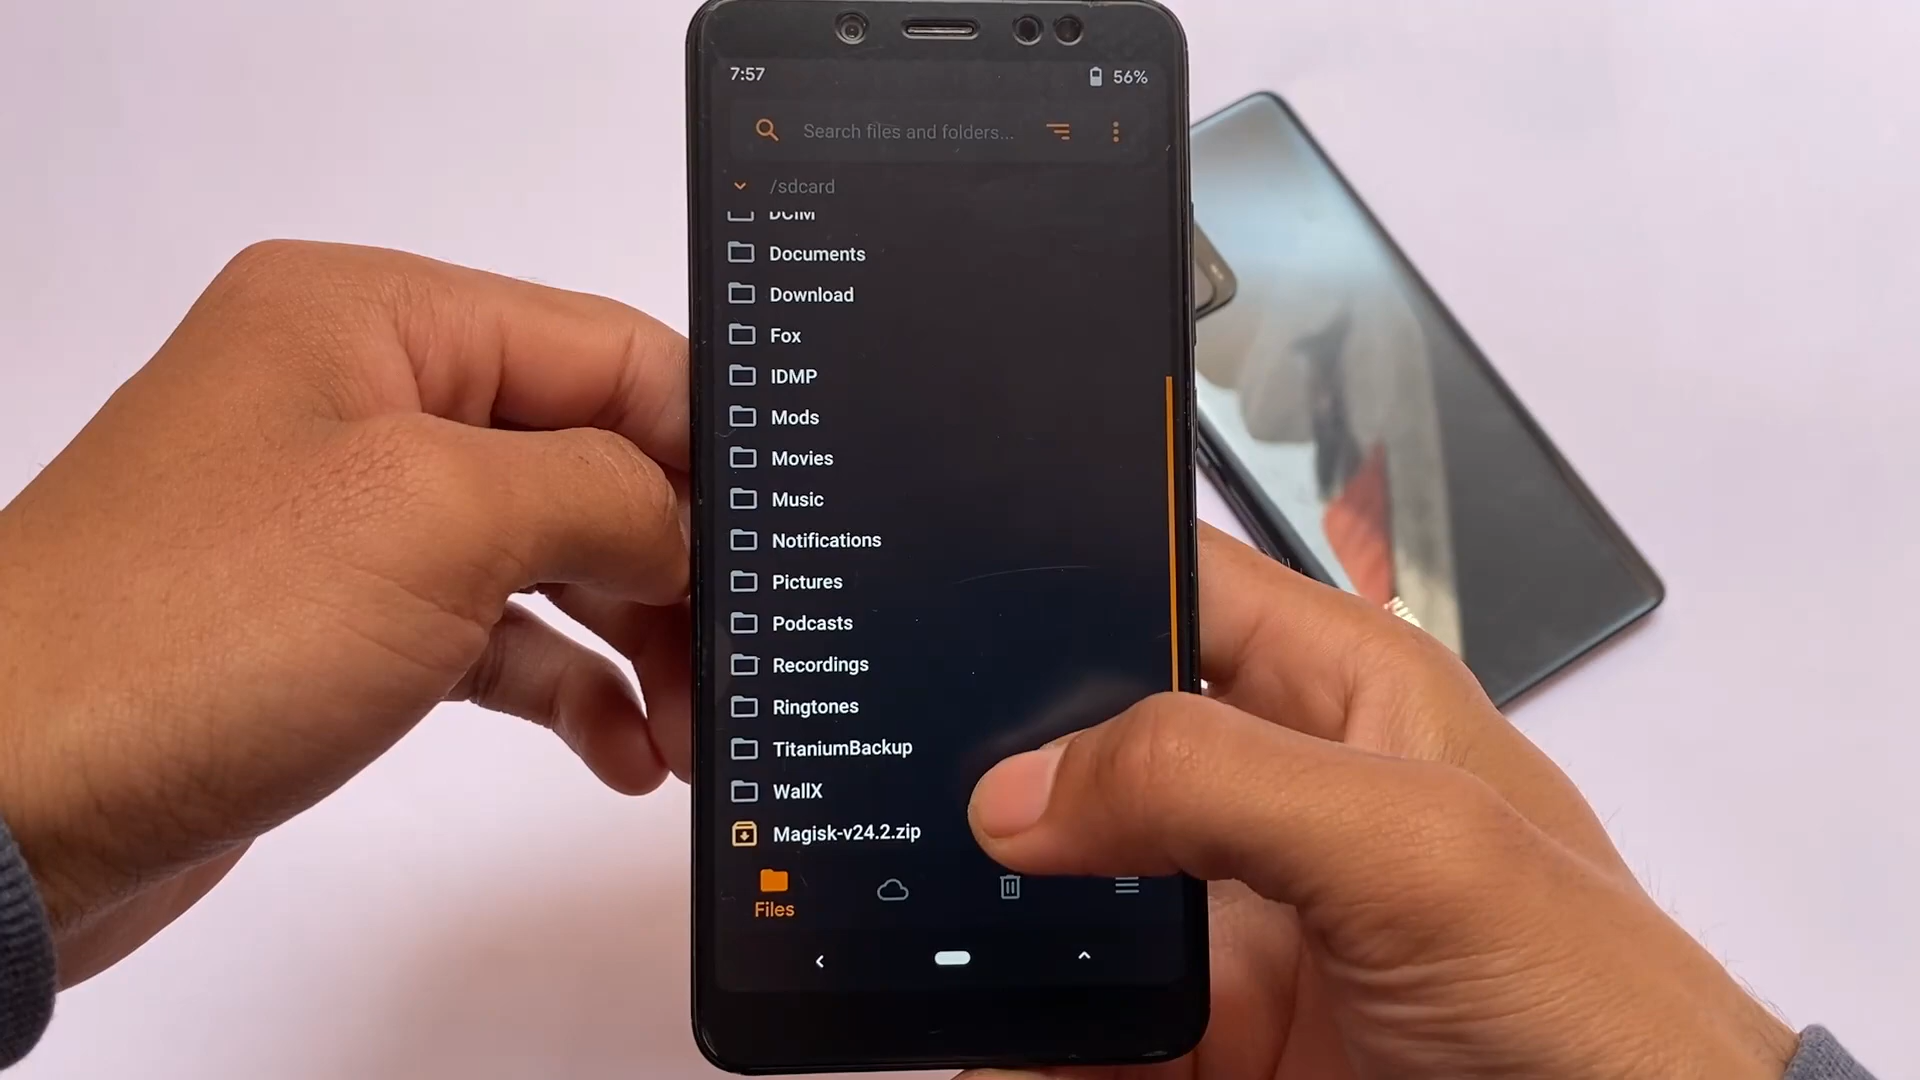 7:57
56%
Search files and folders...
/sdcard
DCIM
Documents
Download
Fox
IDMP
Mods
Movies
Music
Notifications
Pictures
Podcasts
Recordings
Ringtones
TitaniumBackup
WallX
Magisk-v24.2.zip
Files